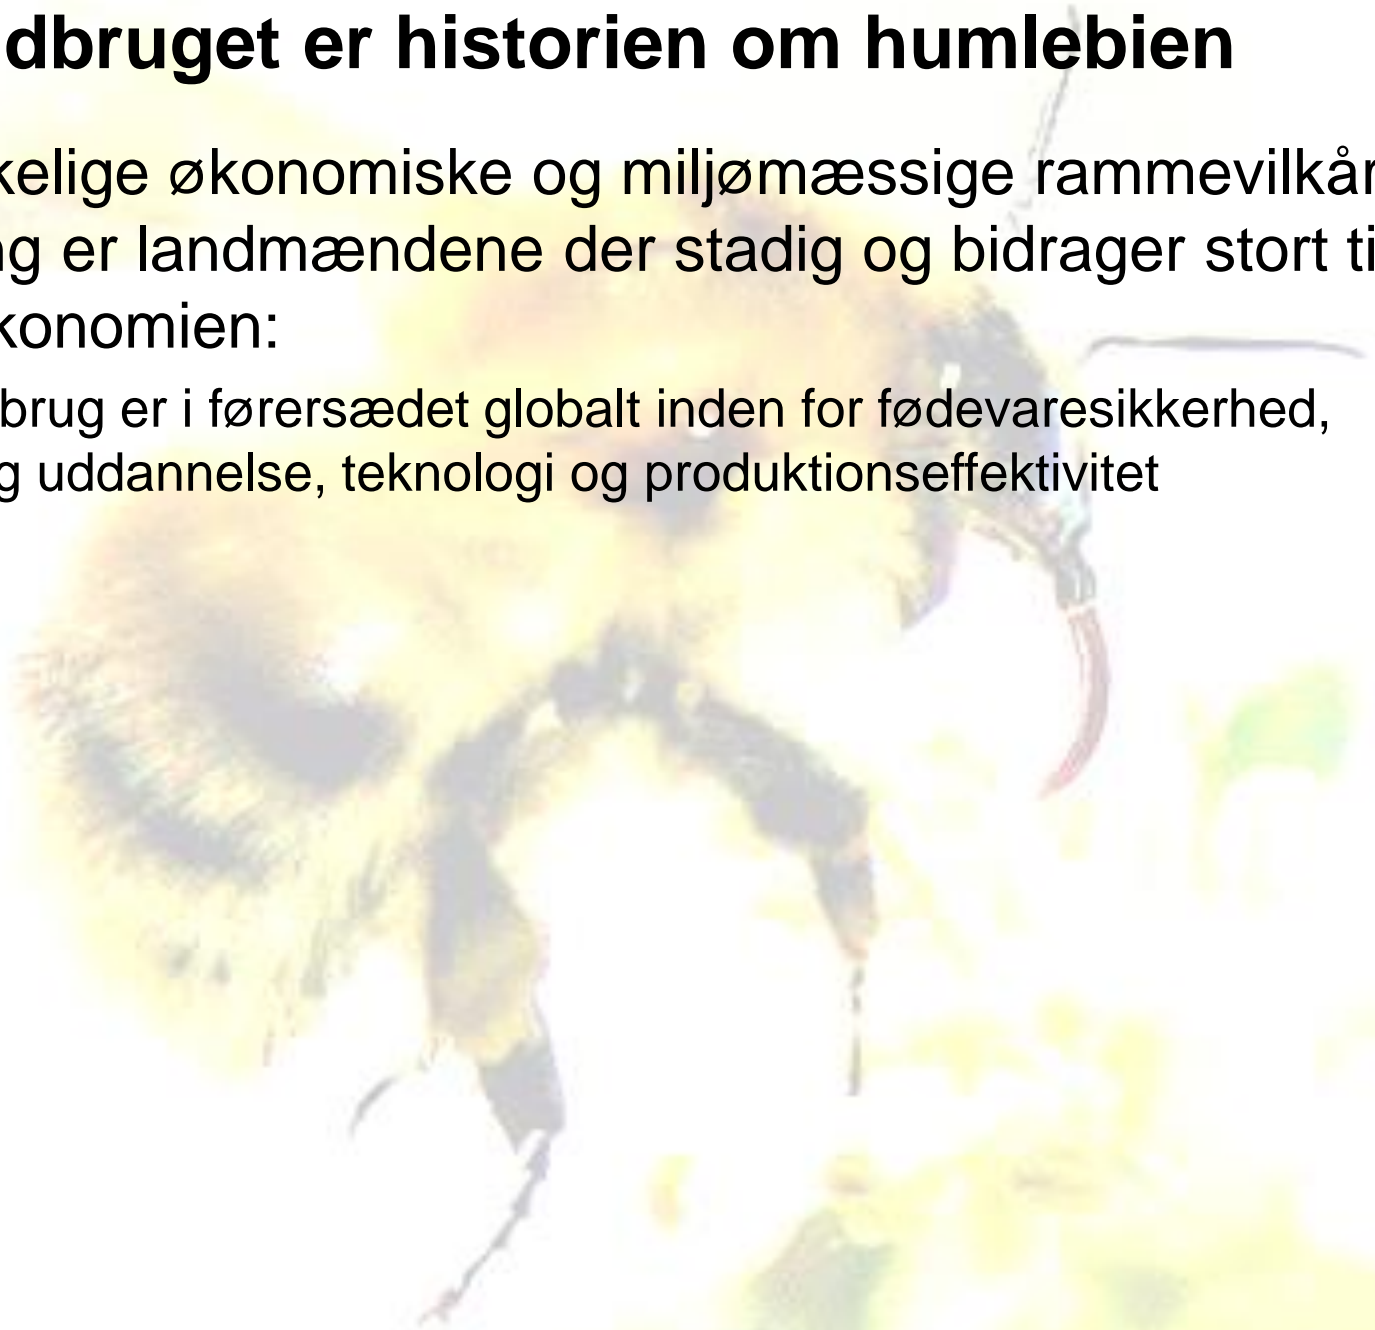 dbruget er historien om humlebien
kelige økonomiske og miljømæssige rammevilkår
ng er landmændene der stadig og bidrager stort ti
konomien:
brug er i førersædet globalt inden for fødevaresikkerhed,
g uddannelse, teknologi og produktionseffektivitet